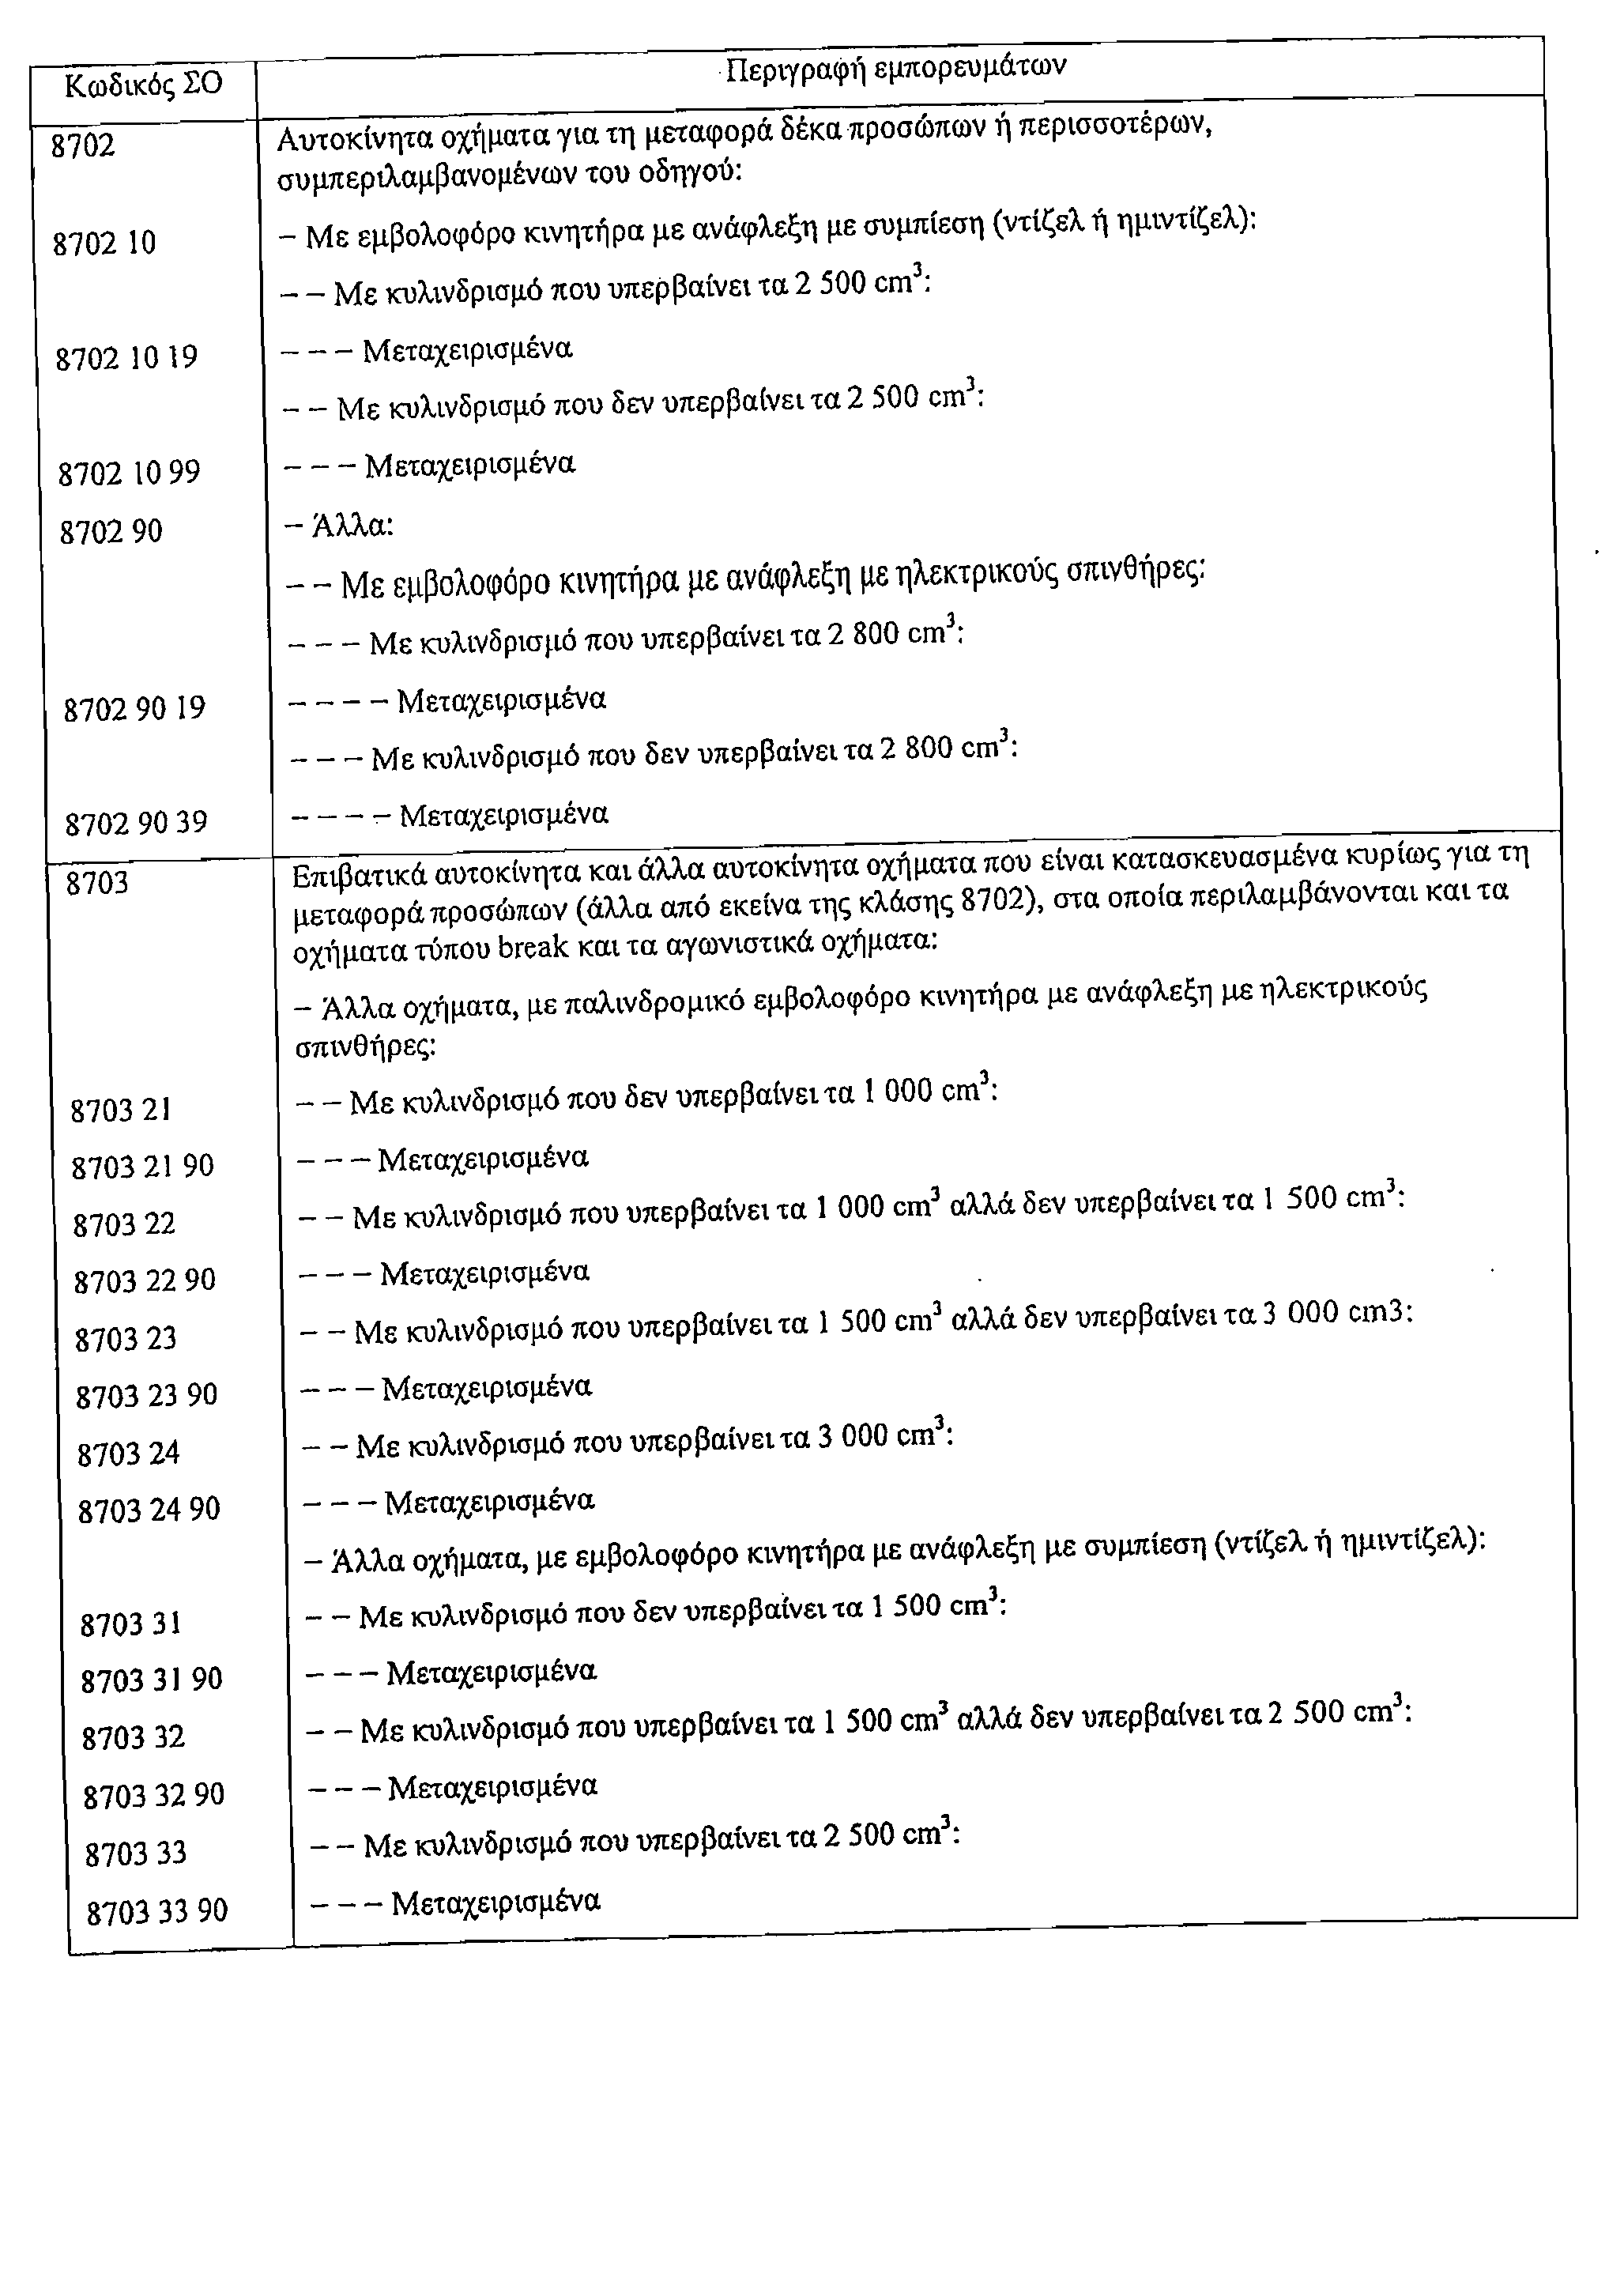 Κωδικός ΣΟ Περιγραφή εμπορευμάτων
8702 Αυτοκίνητα οχήματα για τη μεταφορά δέκα προσώπων ή περισσοτέρων,
συμπεριλαμβανομένων του οδηγού:
8702 10 – Με εμβολοφόρο κινητήρα με ανάφλεξη με συμπίεση (ντίζελ ή ημιντίζελ):
– – Με κυλινδρισμό που υπερβαίνει τα 2 500 cm³:
8702 10 19 – – – Μεταχειρισμένα
– – Με κυλινδρισμό που δεν υπερβαίνει τα 2 500 cm³:
8702 10 99 – – – Μεταχειρισμένα
8702 90 – Άλλα:
– – Με εμβολοφόρο κινητήρα με ανάφλεξη με ηλεκτρικούς σπινθήρες:
– – – Με κυλινδρισμό που υπερβαίνει τα 2 800 cm³:
8702 90 19 – – – – Μεταχειρισμένα
– – – Με κυλινδρισμό που δεν υπερβαίνει τα 2 800 cm³:
8702 90 39 – – – – Μεταχειρισμένα
8703 Επιβατικά αυτοκίνητα και άλλα αυτοκίνητα οχήματα που είναι κατασκευασμένα κυρίως για τη
μεταφορά προσώπων (άλλα από εκείνα της κλάσης 8702), στα οποία περιλαμβάνονται και τα
οχήματα τύπου break και τα αγωνιστικά οχήματα:
– Άλλα οχήματα, με παλινδρομικό εμβολοφόρο κινητήρα με ανάφλεξη με ηλεκτρικούς
σπινθήρες:
8703 21 – – Με κυλινδρισμό που δεν υπερβαίνει τα 1 000 cm³:
8703 21 90 – – – Μεταχειρισμένα
8703 22 – – Με κυλινδρισμό που υπερβαίνει τα 1 000 cm³ αλλά δεν υπερβαίνει τα 1 500 cm³:
8703 22 90 – – – Μεταχειρισμένα
8703 23 – – Με κυλινδρισμό που υπερβαίνει τα 1 500 cm³ αλλά δεν υπερβαίνει τα 3 000 cm3:
8703 23 90 – – – Μεταχειρισμένα
8703 24 – – Με κυλινδρισμό που υπερβαίνει τα 3 000 cm³:
8703 24 90 – – – Μεταχειρισμένα
– Άλλα οχήματα, με εμβολοφόρο κινητήρα με ανάφλεξη με συμπίεση (ντίζελ ή ημιντίζελ):
8703 31 – – Με κυλινδρισμό που δεν υπερβαίνει τα 1 500 cm³:
8703 31 90 – – – Μεταχειρισμένα
8703 32 – – Με κυλινδρισμό που υπερβαίνει τα 1 500 cm³ αλλά δεν υπερβαίνει τα 2 500 cm³:
8703 32 90 – – – Μεταχειρισμένα
8703 33 – – Με κυλινδρισμό που υπερβαίνει τα 2 500 cm³:
8703 33 90 – – – Μεταχειρισμένα